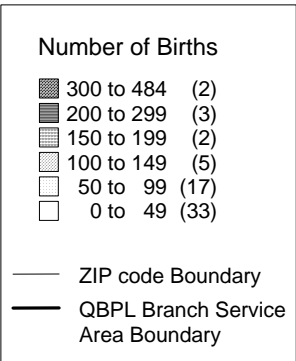 Number of Births
300 to 484 (2)
200 to 299 (3)
150 to 199 (2)
100 to 149 (5)
50 to 99 (17)
0 to 49 (33)
ZIP code Boundary
QBPL Branch Service
Area Boundary